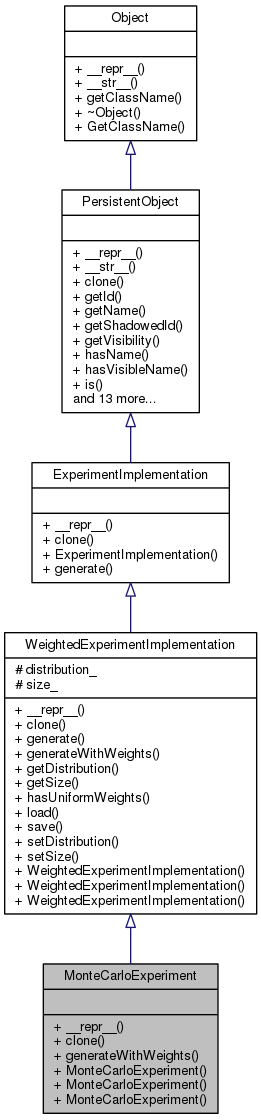 Object
+ __repr__()
+ __str__()
+ getClassName()
+ ~Object()
+ GetClassName()
PersistentObject
+ __repr__()
+ __str__()
+ clone()
+ getId()
+ getName()
+ getShadowedId()
+ getVisibility()
+ hasName()
+ hasVisibleName()
+ is()
and 13 more...
ExperimentImplementation
+ __repr__()
+ clone()
+ ExperimentImplementation()
+ generate()
WeightedExperimentImplementation
# distribution_
# size_
+ __repr__()
+ clone()
+ generate()
+ generateWithWeights()
+ getDistribution()
+ getSize()
+ hasUniformWeights()
+ load()
+ save()
+ setDistribution()
+ setSize()
+ WeightedExperimentImplementation()
+ WeightedExperimentImplementation()
+ WeightedExperimentImplementation()
MonteCarloExperiment
+ __repr__()
+ clone()
+ generateWithWeights()
+ MonteCarloExperiment()
+ MonteCarloExperiment()
+ MonteCarloExperiment()